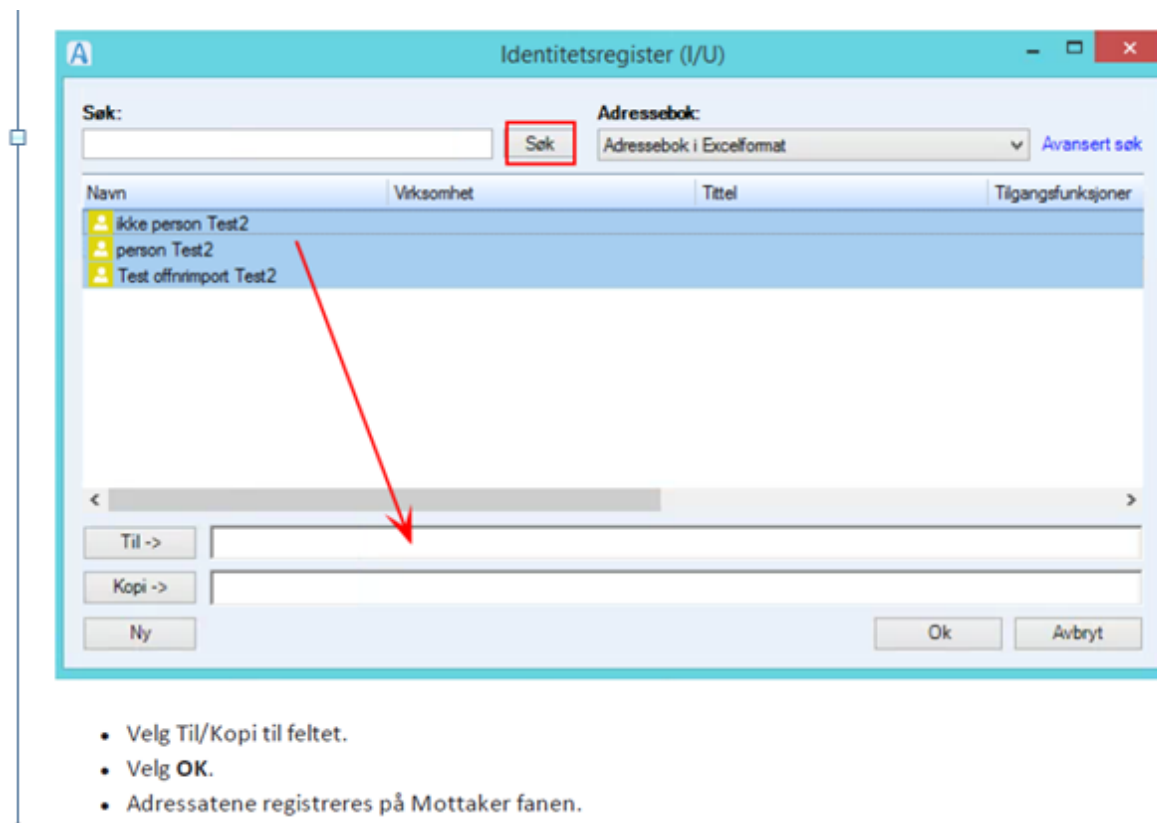 Identitetsregister (I/U)
Søk:
Adressebok:
Søk
Adressebok i Excelformat
Avansert søk
Navn Virksomhet Tittel Tilgangsfunksjoner
ikke person Test2
person Test2
Test offnrimport Test2
Til ->
Kopi ->
Ny Ok Avbryt
• Velg Til/Kopi til feltet.
• Velg OK.
• Adressatene registreres på Mottaker fanen.